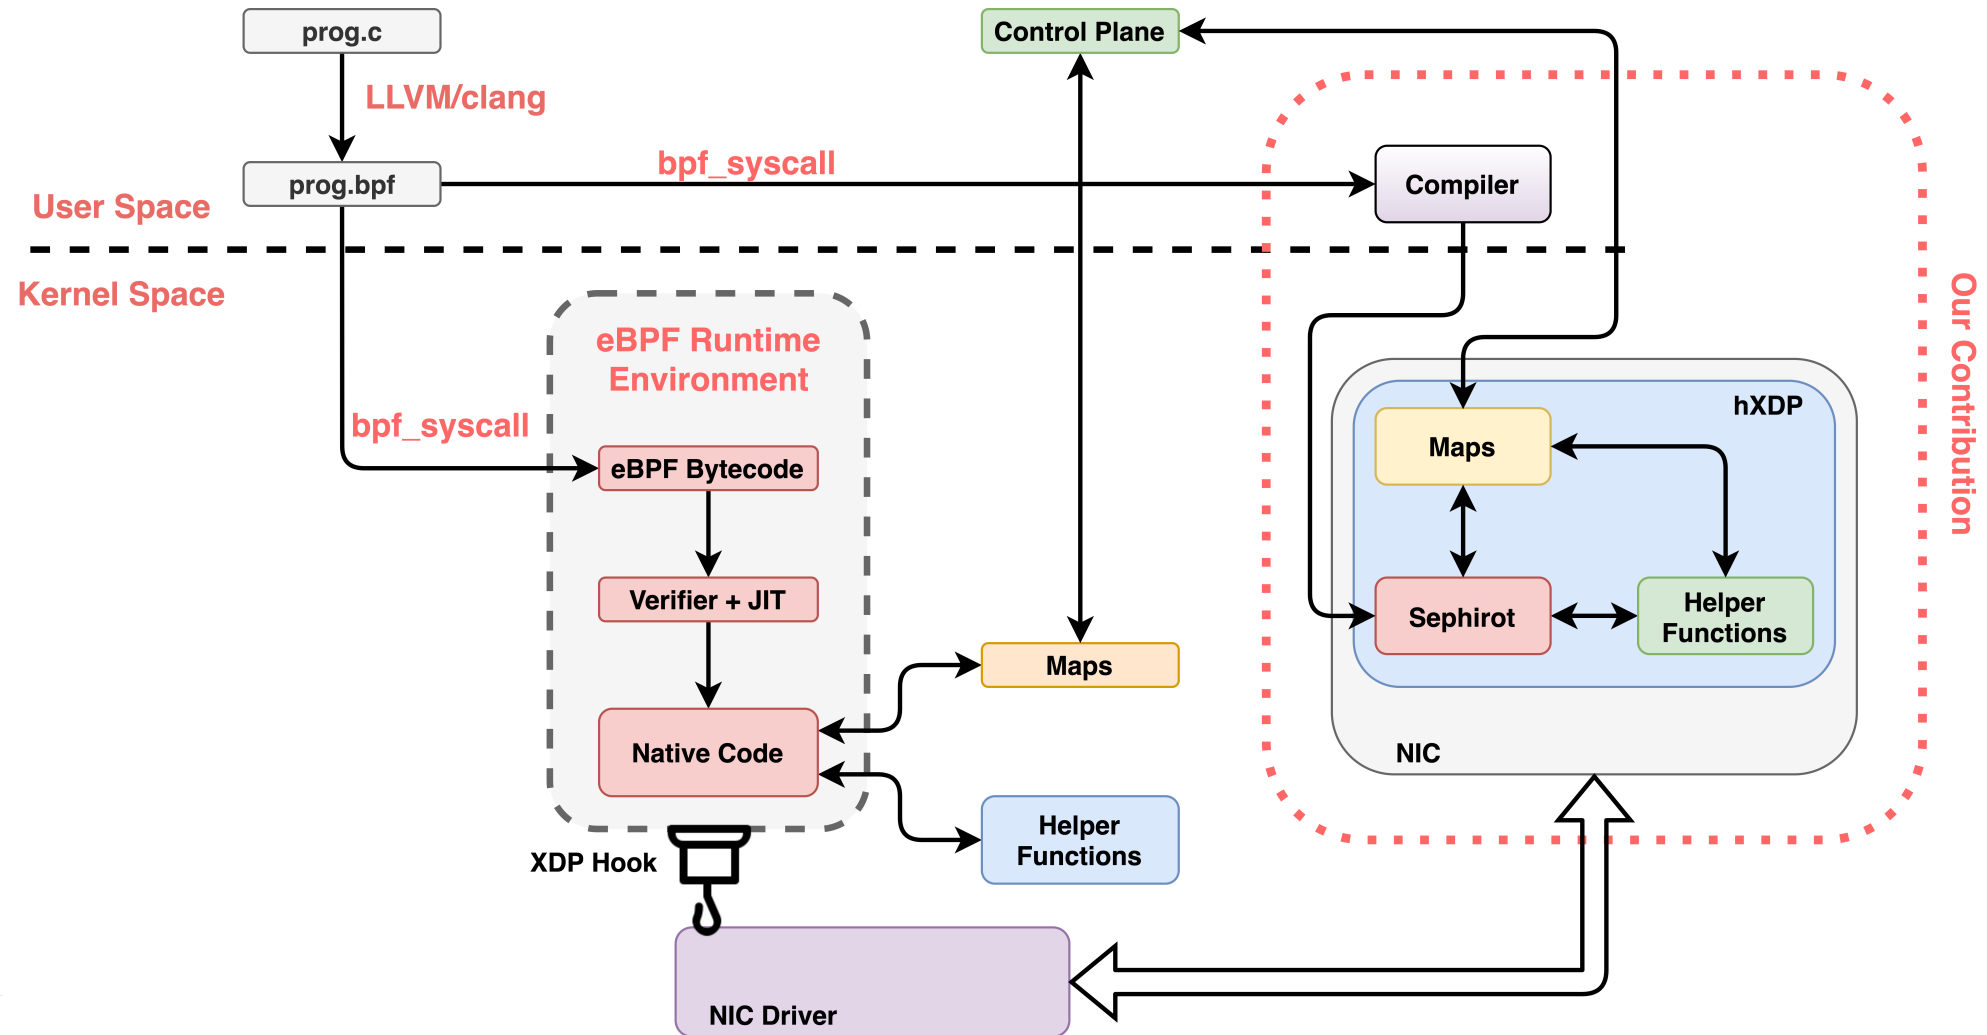 prog.c
Control Plane
LLVM/clang
bpf_syscall
prog.bpf
Compiler
User Space
Kernel Space
Our Contribution
eBPF Runtime
Environment
hXDP
bpf_syscall
Maps
eBPF Bytecode
Verifier + JIT
Sephirot
Helper
Functions
Maps
Native Code
NIC
Helper
Functions
XDP Hook
NIC Driver